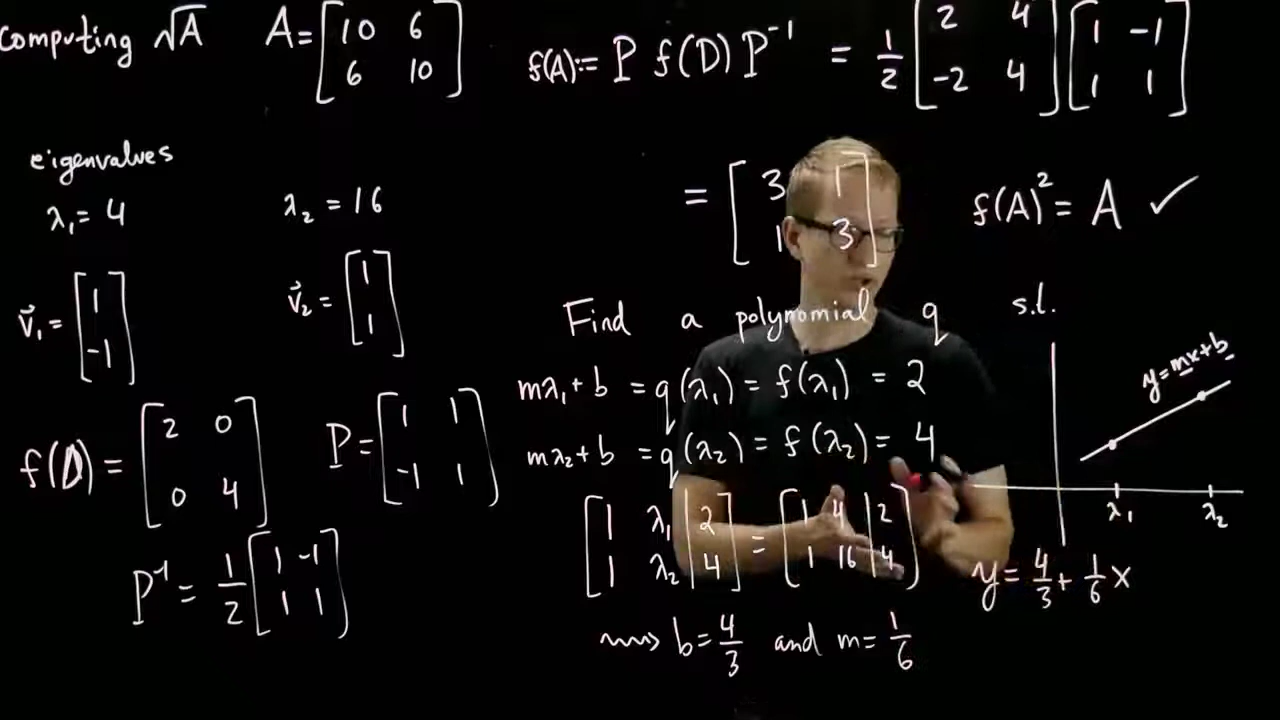 computing √A A = [10 6; 6 10]
f(A) := P f(D) P⁻¹ = 1/2 [2 4; -2 4] [1 -1; 1 1]
= [3 1; 1 3] f(A)² = A ✓
eigenvalues
λ₁ = 4 λ₂ = 16
v⃗₁ = [1; -1] v⃗₂ = [1; 1]
f(D) = [2 0; 0 4] P = [1 1; -1 1]
P⁻¹ = 1/2 [1 -1; 1 1]
Find a polynomial q s.t.
mλ₁ + b = q(λ₁) = f(λ₁) = 2
mλ₂ + b = q(λ₂) = f(λ₂) = 4
[1 λ₁ | 2; 1 λ₂ | 4] = [1 4 | 2; 1 16 | 4]
⇝ b = 4/3 and m = 1/6
y = mx + b
λ₁ λ₂
y = 4/3 + 1/6 x